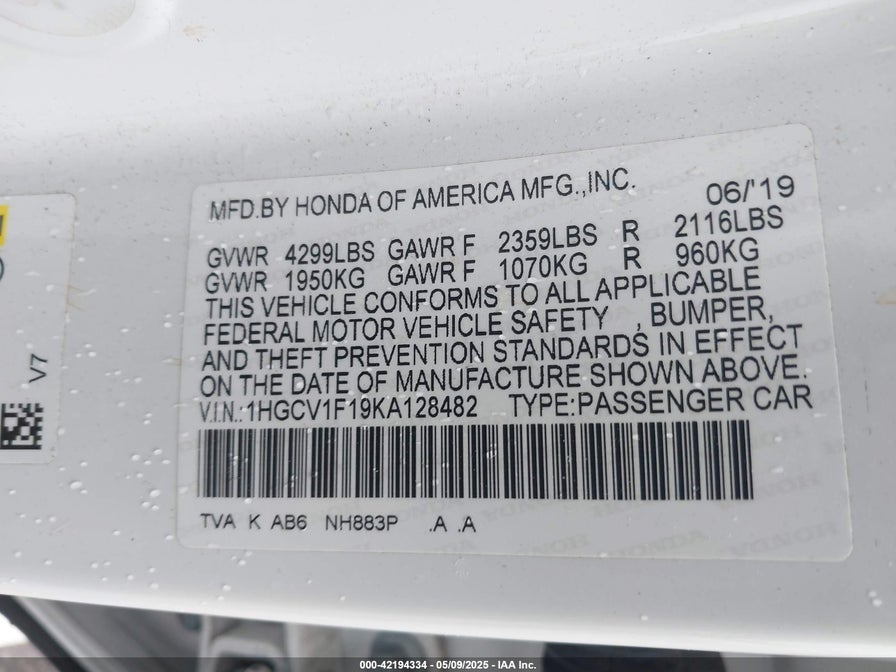 MFD.BY HONDA OF AMERICA MFG.,INC. 06/'19
GVWR 4299LBS GAWR F 2359LBS R 2116LBS
GVWR 1950KG GAWR F 1070KG R 960KG
THIS VEHICLE CONFORMS TO ALL APPLICABLE
FEDERAL MOTOR VEHICLE SAFETY , BUMPER,
AND THEFT PREVENTION STANDARDS IN EFFECT
ON THE DATE OF MANUFACTURE SHOWN ABOVE.
V.I.N.:1HGCV1F19KA128482 TYPE:PASSENGER CAR
TVA K AB6 NH883P .A .A
V7
000-42194334 - 05/09/2025 - IAA Inc.